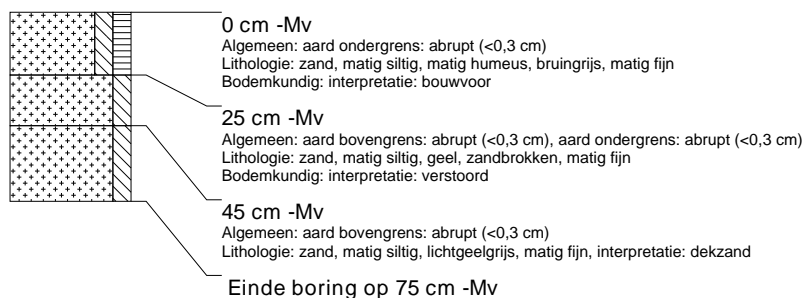 0 cm -Mv
Algemeen: aard ondergrens: abrupt (<0,3 cm)
Lithologie: zand, matig siltig, matig humeus, bruingrijs, matig fijn
Bodemkundig: interpretatie: bouwvoor
25 cm -Mv
Algemeen: aard bovengrens: abrupt (<0,3 cm), aard ondergrens: abrupt (<0,3 cm)
Lithologie: zand, matig siltig, geel, zandbrokken, matig fijn
Bodemkundig: interpretatie: verstoord
45 cm -Mv
Algemeen: aard bovengrens: abrupt (<0,3 cm)
Lithologie: zand, matig siltig, lichtgeelgrijs, matig fijn, interpretatie: dekzand
Einde boring op 75 cm -Mv